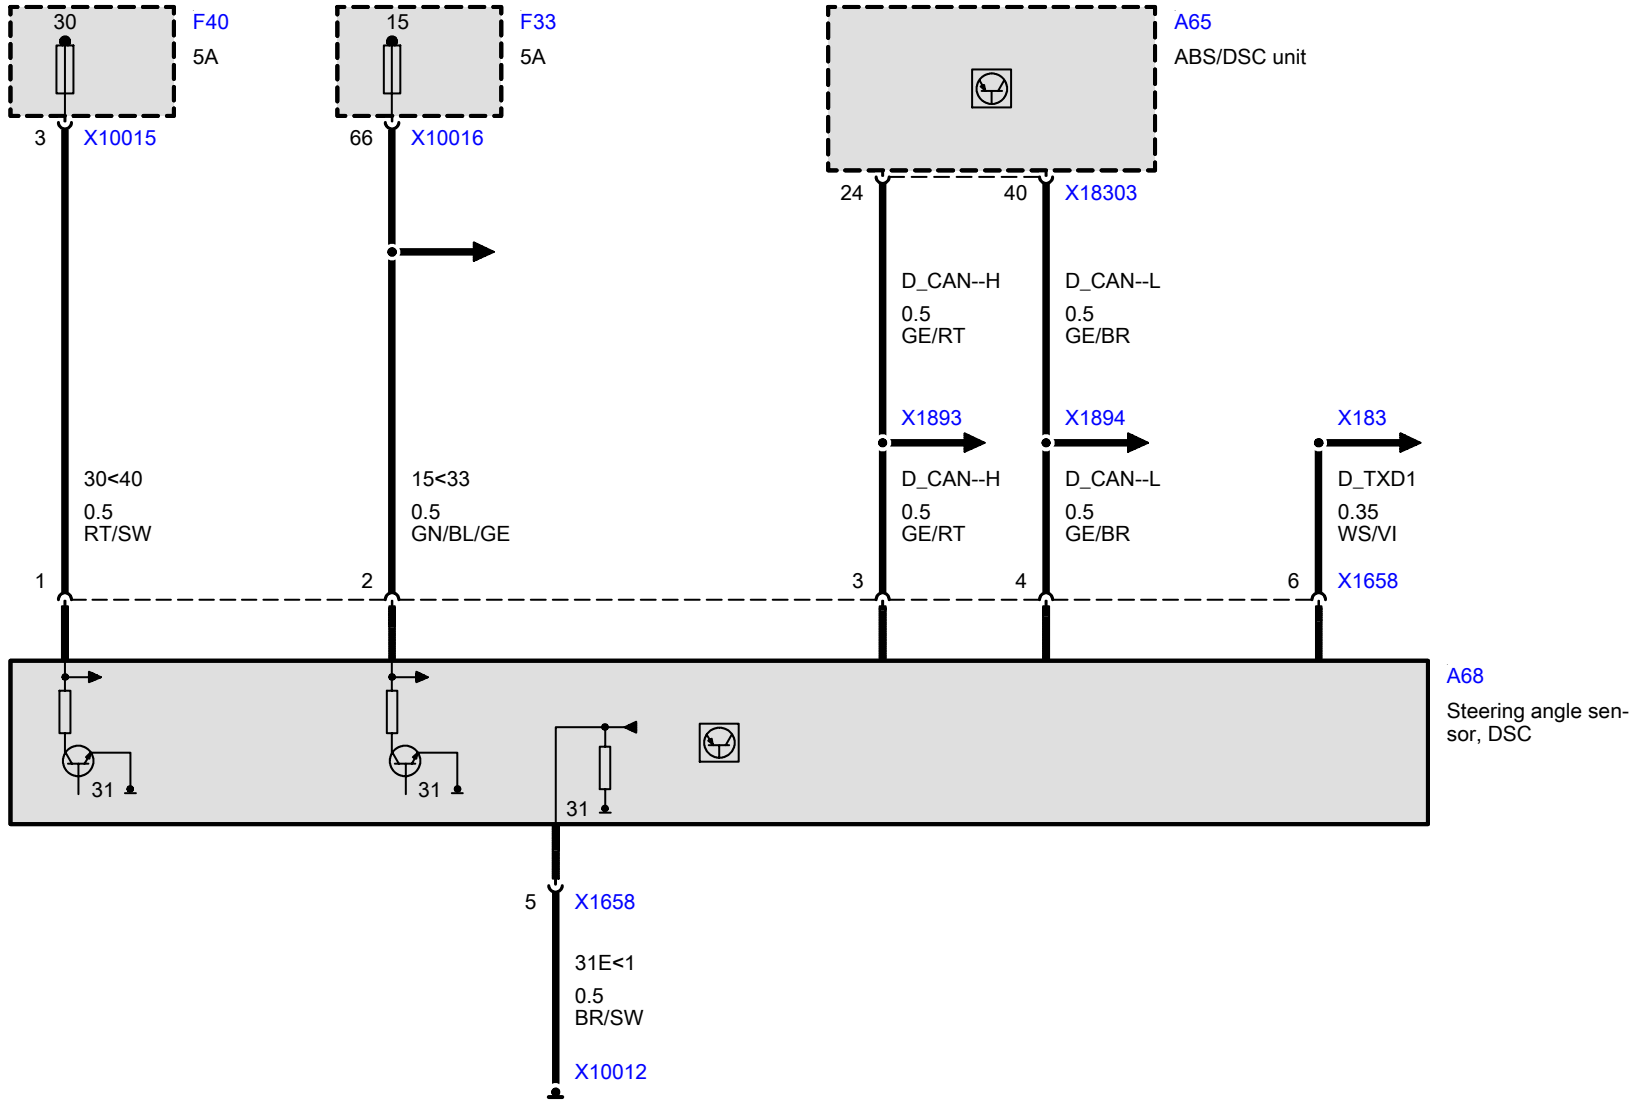 30
F40
5A
3
X10015
15
F33
5A
66
X10016
A65
ABS/DSC unit
24
40
X18303
D_CAN--H
0.5
GE/RT
D_CAN--L
0.5
GE/BR
X1893
X1894
X183
30<40
0.5
RT/SW
15<33
0.5
GN/BL/GE
D_CAN--H
0.5
GE/RT
D_CAN--L
0.5
GE/BR
D_TXD1
0.35
WS/VI
1
2
3
4
6
X1658
A68
Steering angle sen-
sor, DSC
31
31
31
5
X1658
31E<1
0.5
BR/SW
X10012